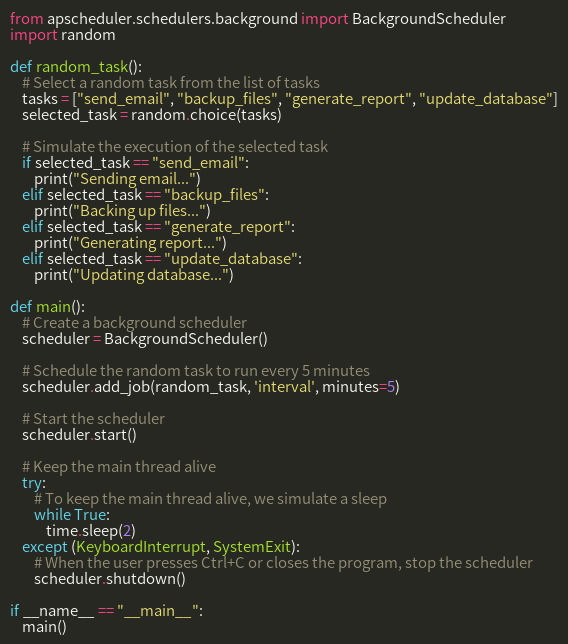 from apscheduler.schedulers.background import BackgroundScheduler
import random

def random_task():
    # Select a random task from the list of tasks
    tasks = ["send_email", "backup_files", "generate_report", "update_database"]
    selected_task = random.choice(tasks)

    # Simulate the execution of the selected task
    if selected_task == "send_email":
        print("Sending email...")
    elif selected_task == "backup_files":
        print("Backing up files...")
    elif selected_task == "generate_report":
        print("Generating report...")
    elif selected_task == "update_database":
        print("Updating database...")

def main():
    # Create a background scheduler
    scheduler = BackgroundScheduler()

    # Schedule the random task to run every 5 minutes
    scheduler.add_job(random_task, 'interval', minutes=5)

    # Start the scheduler
    scheduler.start()

    # Keep the main thread alive
    try:
        # To keep the main thread alive, we simulate a sleep
        while True:
            time.sleep(2)
    except (KeyboardInterrupt, SystemExit):
        # When the user presses Ctrl+C or closes the program, stop the scheduler
        scheduler.shutdown()

if __name__ == "__main__":
    main()